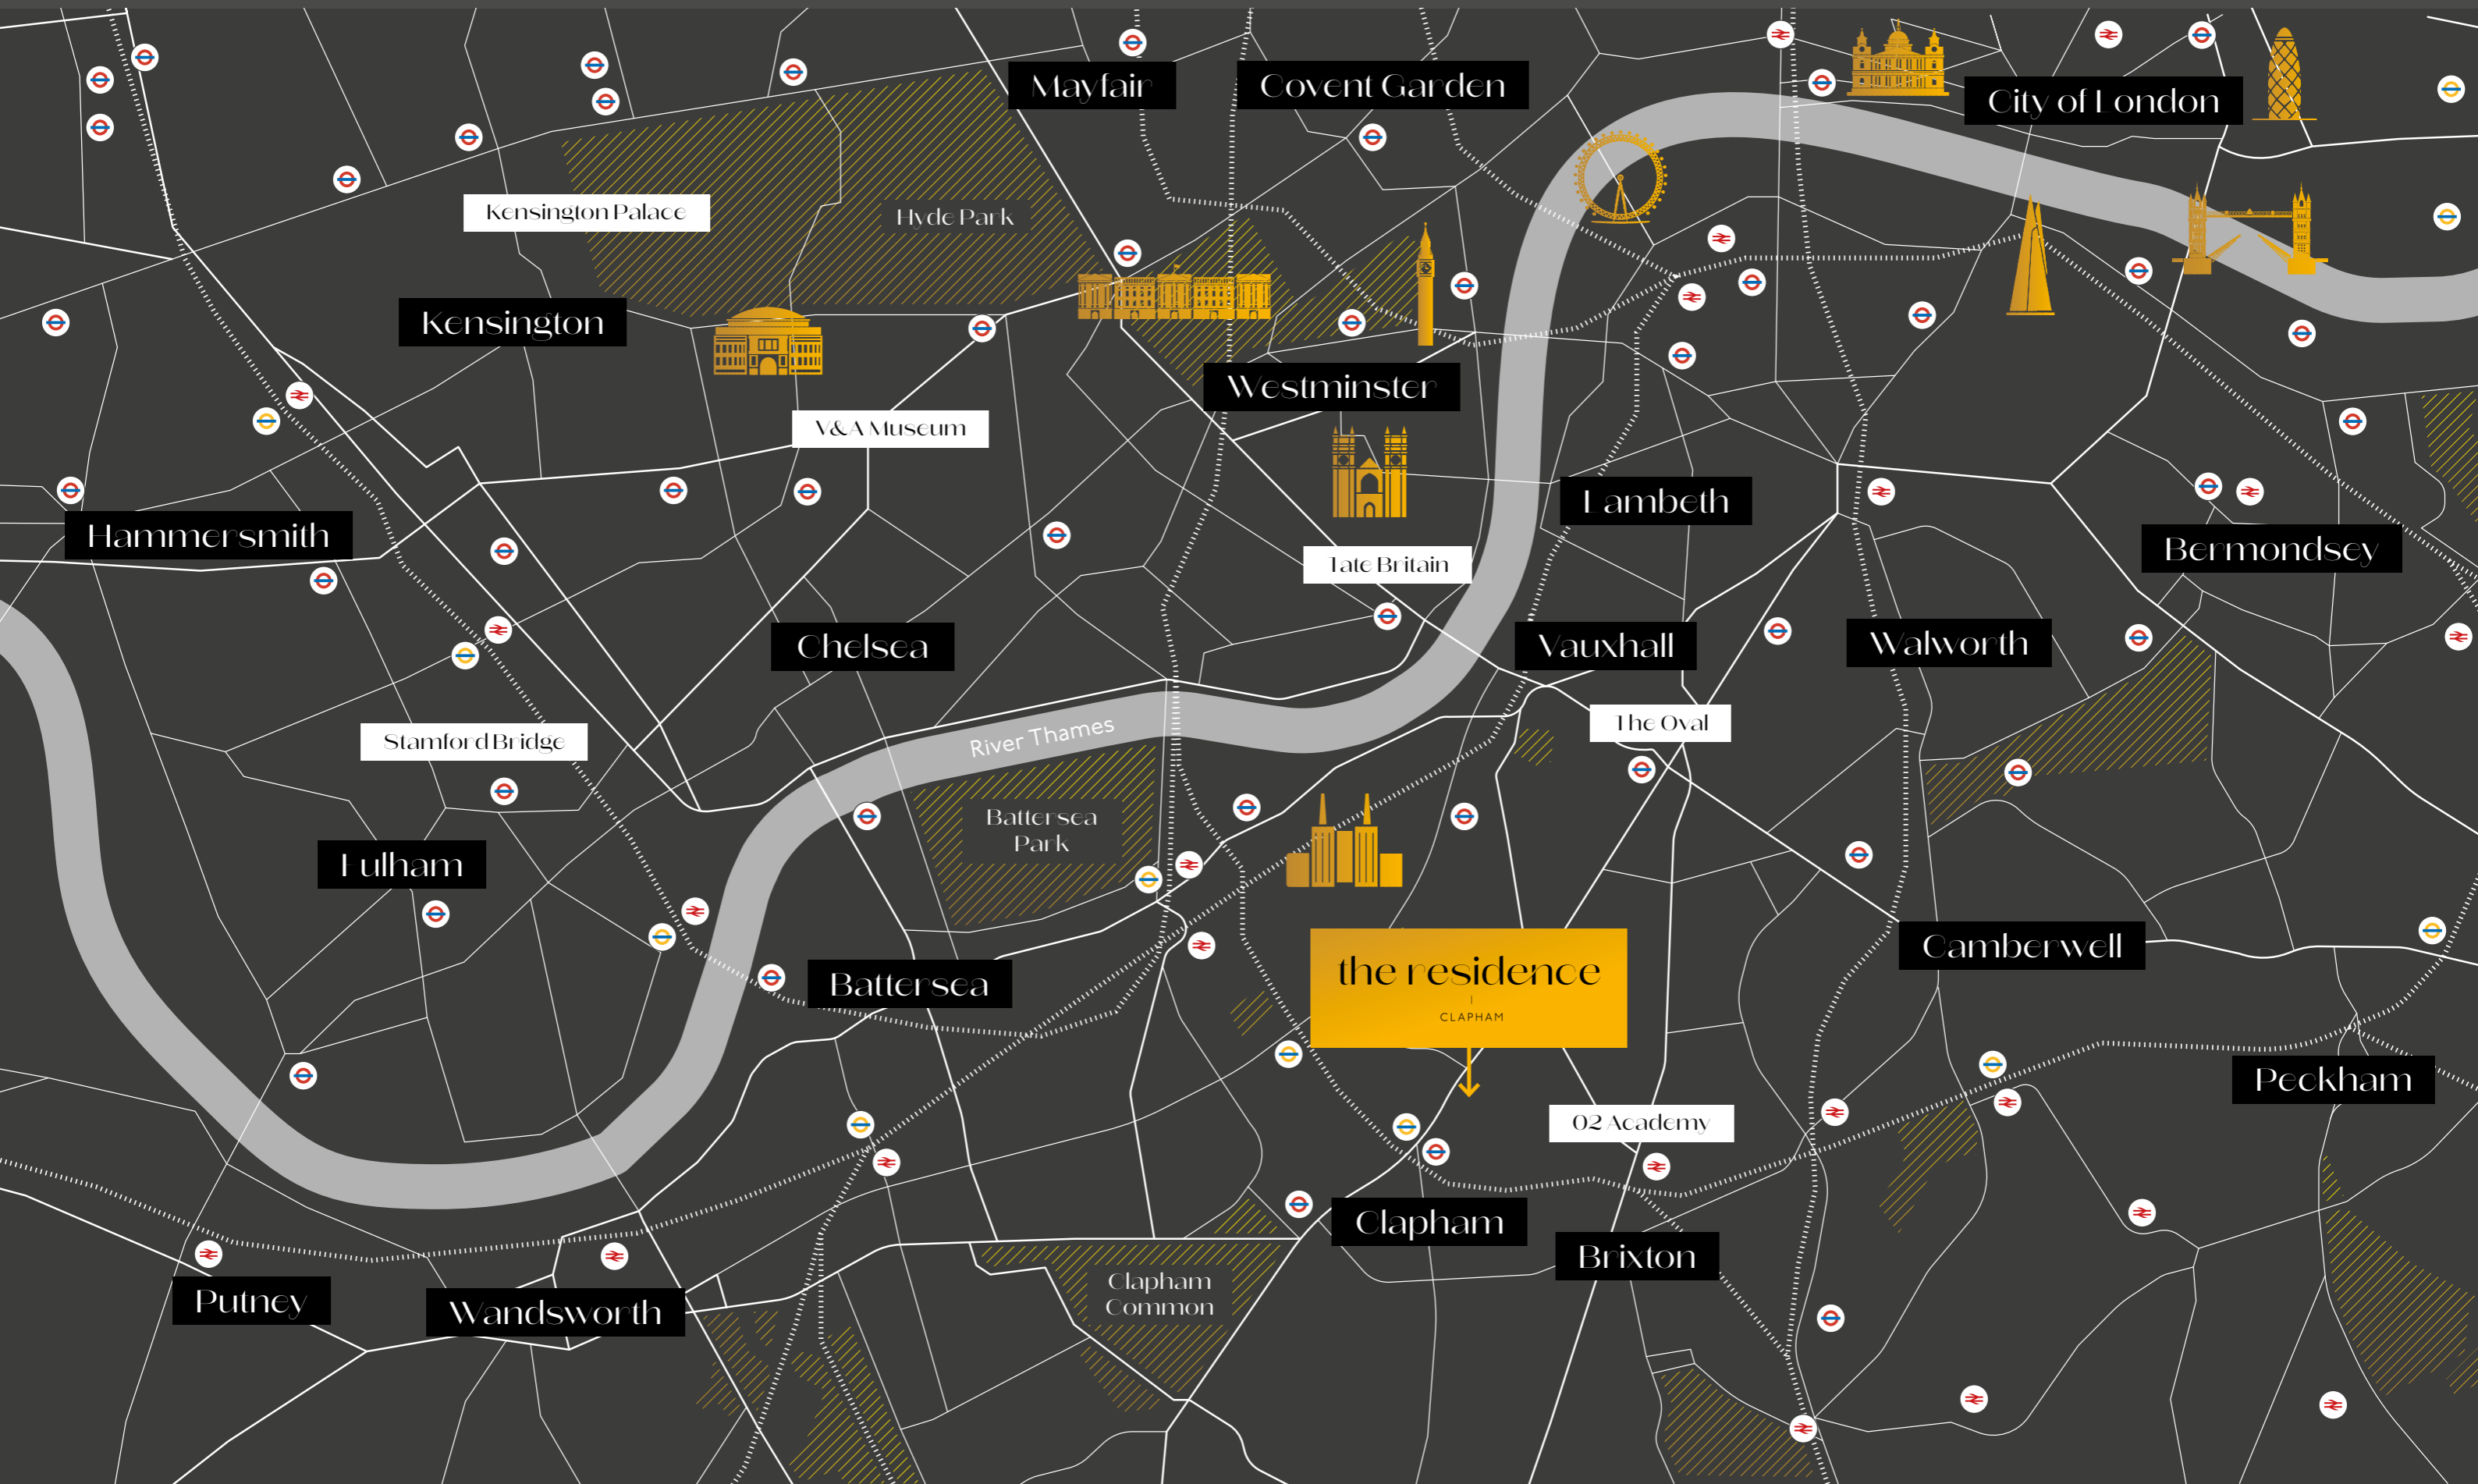 Mayfair
Covent Garden
City of London
Kensington Palace
Hyde Park
Kensington
Westminster
V&A Museum
Lambeth
Hammersmith
Bermondsey
Tate Britain
Chelsea
Vauxhall
Walworth
The Oval
Stamford Bridge
River Thames
Battersea
Park
Fulham
Camberwell
the residence
CLAPHAM
Battersea
Peckham
O2 Academy
Clapham
Brixton
Clapham
Common
Putney
Wandsworth